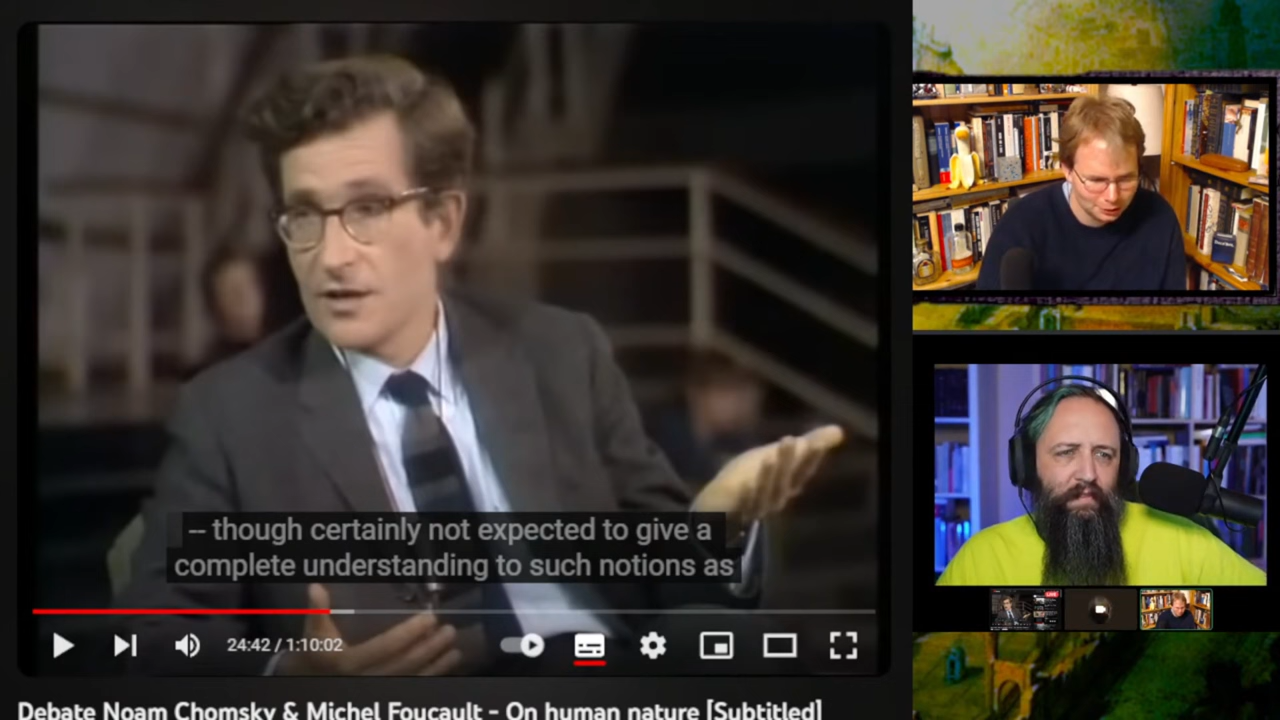 -- though certainly not expected to give a
complete understanding to such notions as
24:42 / 1:10:02
Debate Noam Chomsky & Michel Foucault - On human nature [Subtitled]
LIVE